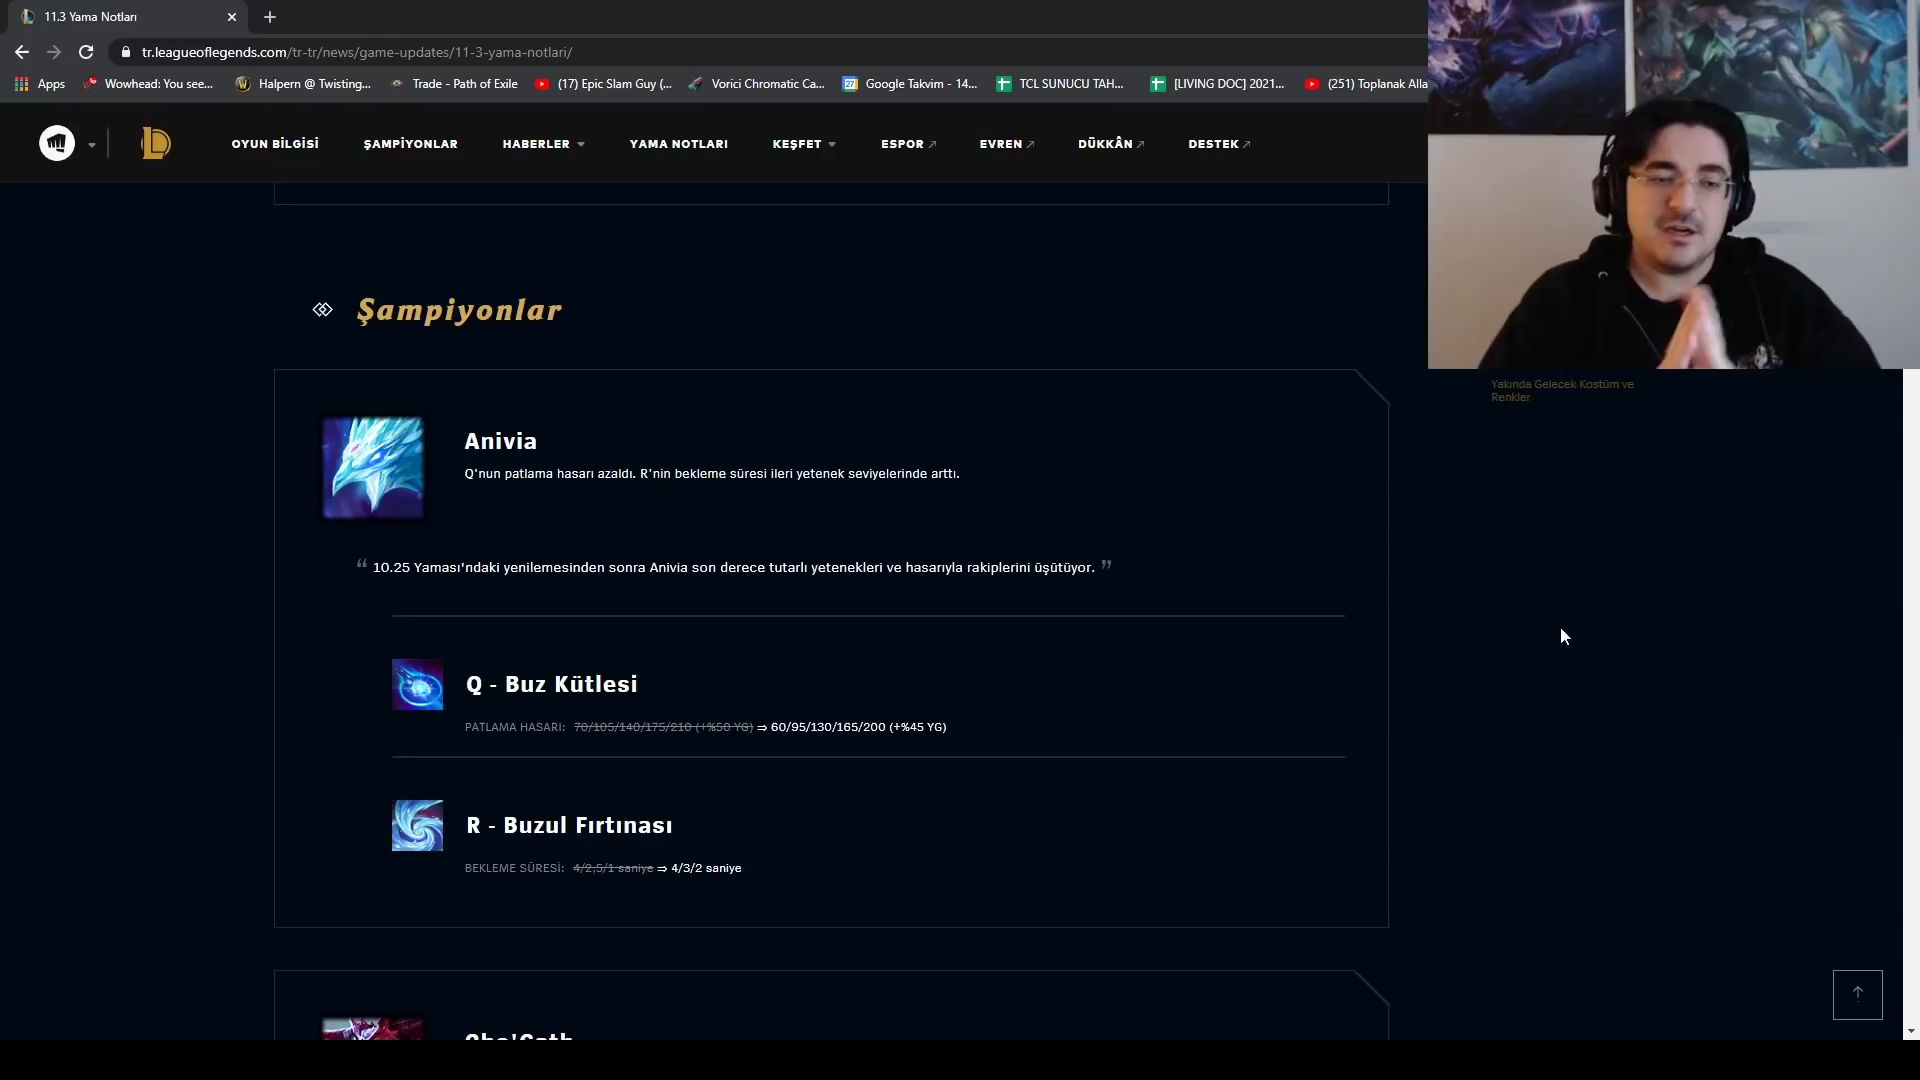 11.3 Yama Notları
tr.leagueoflegends.com/tr-tr/news/game-updates/11-3-yama-notlari/
Apps
Wowhead: You see...
Halpern @ Twisting...
Trade - Path of Exile
(17) Epic Slam Guy (...
Vorici Chromatic Ca...
27
Google Takvim - 14...
TCL SUNUCU TAH...
[LIVING DOC] 2021...
(251) Toplanak Alla
OYUN BİLGİSİ
ŞAMPİYONLAR
HABERLER
YAMA NOTLARI
KEŞFET
ESPOR
EVREN
DÜKKÂN
DESTEK
Yakında Gelecek Kostüm ve
Renkler
Şampiyonlar
Anivia
Q'nun patlama hasarı azaldı. R'nin bekleme süresi ileri yetenek seviyelerinde arttı.
“ 10.25 Yaması'ndaki yenilemesinden sonra Anivia son derece tutarlı yetenekleri ve hasarıyla rakiplerini üşütüyor. ”
Q - Buz Kütlesi
PATLAMA HASARI: 70/105/140/175/210 (+%50 YG) ⇒ 60/95/130/165/200 (+%45 YG)
R - Buzul Fırtınası
BEKLEME SÜRESİ: 4/2,5/1 saniye ⇒ 4/3/2 saniye
Cho'Gath